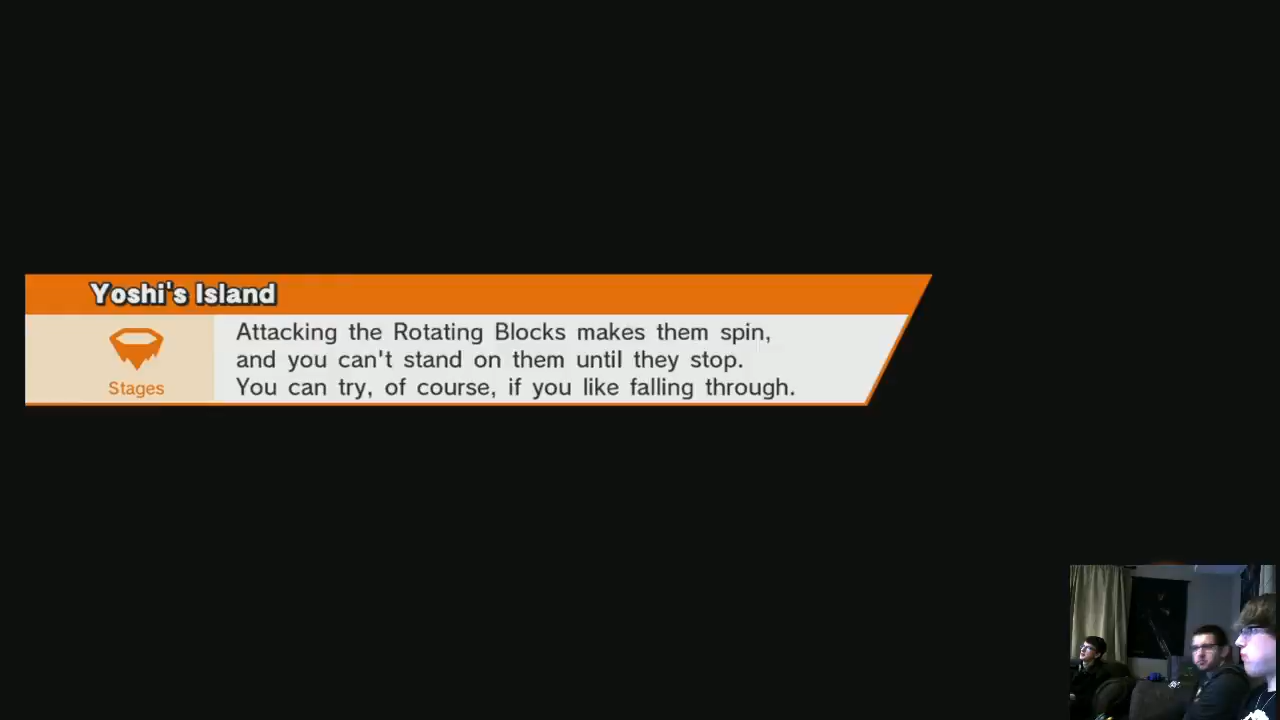 Yoshi's Island
Attacking the Rotating Blocks makes them spin,
and you can't stand on them until they stop.
You can try, of course, if you like falling through.
Stages